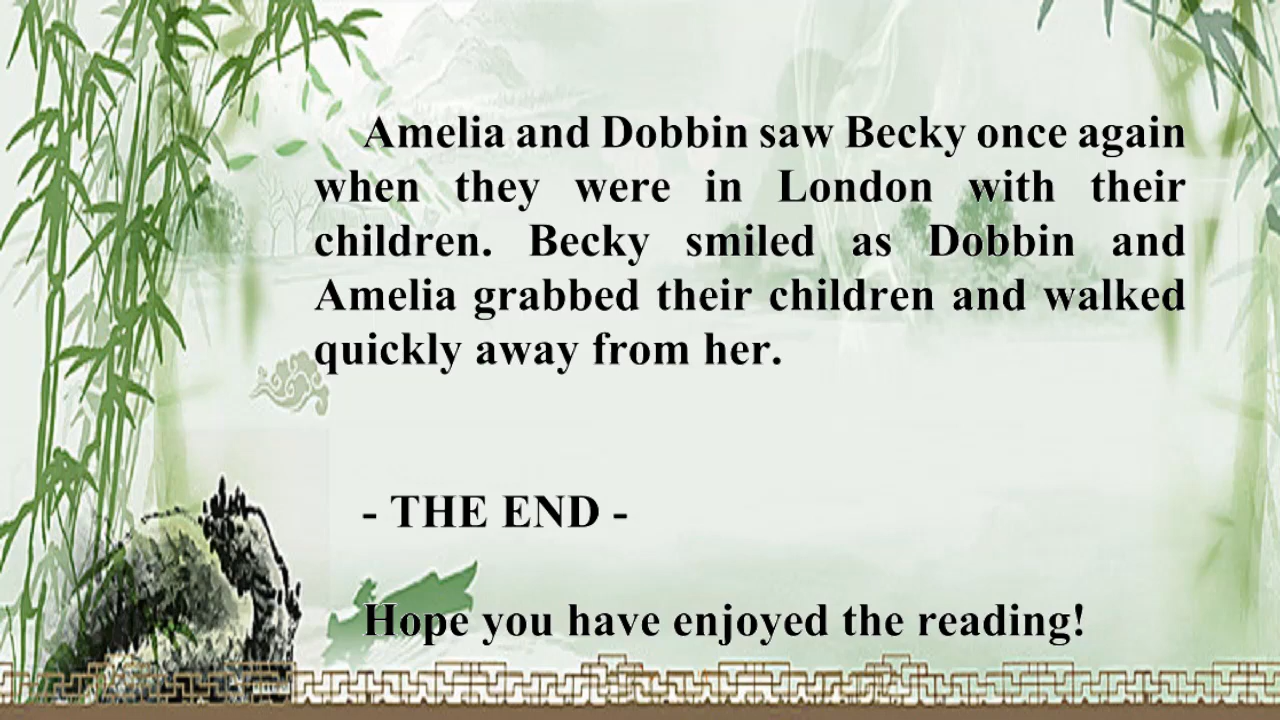 Amelia and Dobbin saw Becky once again
when they were in London with their
children. Becky smiled as Dobbin and
Amelia grabbed their children and walked
quickly away from her.
- THE END -
Hope you have enjoyed the reading!